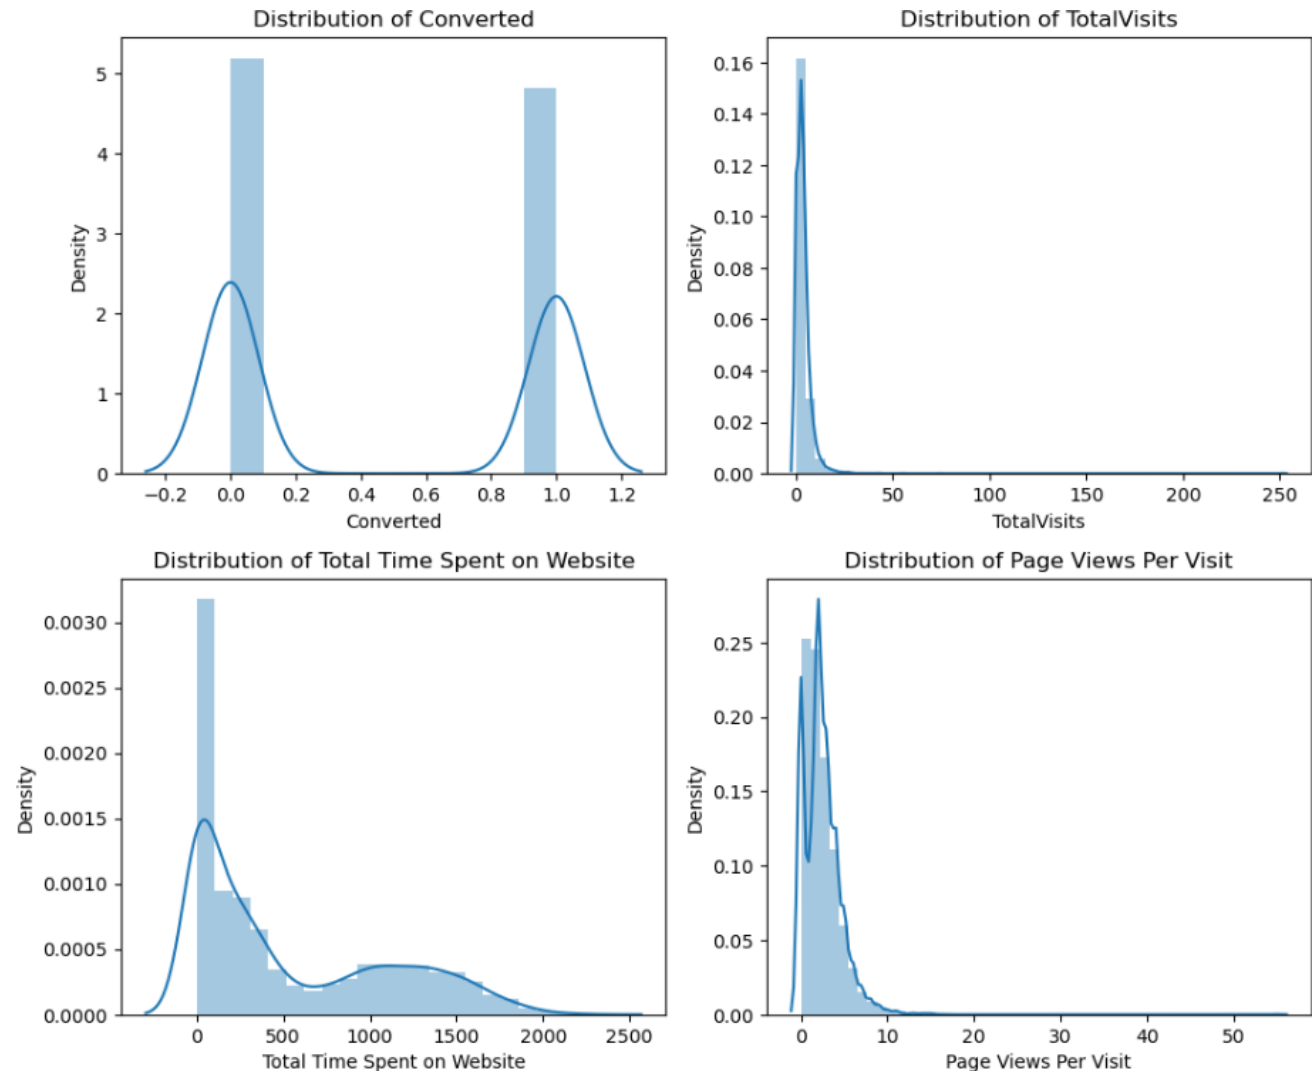 Distribution of Converted
5
4
3
2
1
0
Density
−0.2 0.0 0.2 0.4 0.6 0.8 1.0 1.2
Converted
Distribution of TotalVisits
0.16
0.14
0.12
0.10
0.08
0.06
0.04
0.02
0.00
Density
0 50 100 150 200 250
TotalVisits
Distribution of Total Time Spent on Website
0.0030
0.0025
0.0020
0.0015
0.0010
0.0005
0.0000
Density
0 500 1000 1500 2000 2500
Total Time Spent on Website
Distribution of Page Views Per Visit
0.25
0.20
0.15
0.10
0.05
0.00
Density
0 10 20 30 40 50
Page Views Per Visit